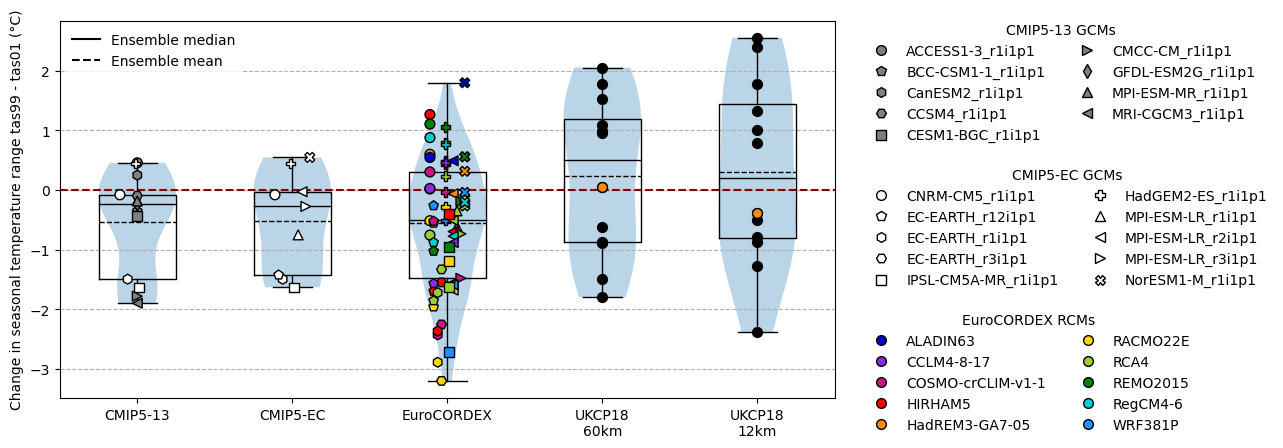 Change in seasonal temperature range tas99 - tas01 (°C)
Ensemble median
Ensemble mean
2
1
0
−1
−2
−3
CMIP5-13
CMIP5-EC
EuroCORDEX
UKCP18
60km
UKCP18
12km
CMIP5-13 GCMs
ACCESS1-3_r1i1p1
BCC-CSM1-1_r1i1p1
CanESM2_r1i1p1
CCSM4_r1i1p1
CESM1-BGC_r1i1p1
CMCC-CM_r1i1p1
GFDL-ESM2G_r1i1p1
MPI-ESM-MR_r1i1p1
MRI-CGCM3_r1i1p1
CMIP5-EC GCMs
CNRM-CM5_r1i1p1
EC-EARTH_r12i1p1
EC-EARTH_r1i1p1
EC-EARTH_r3i1p1
IPSL-CM5A-MR_r1i1p1
HadGEM2-ES_r1i1p1
MPI-ESM-LR_r1i1p1
MPI-ESM-LR_r2i1p1
MPI-ESM-LR_r3i1p1
NorESM1-M_r1i1p1
EuroCORDEX RCMs
ALADIN63
CCLM4-8-17
COSMO-crCLIM-v1-1
HIRHAM5
HadREM3-GA7-05
RACMO22E
RCA4
REMO2015
RegCM4-6
WRF381P